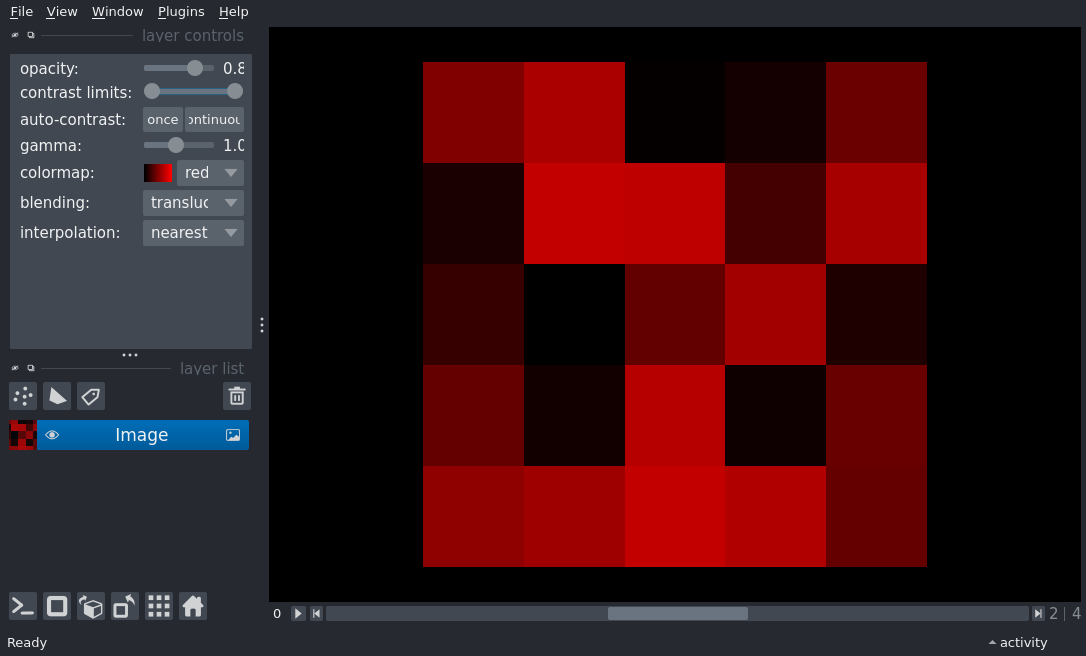 File View Window Plugins Help
layer controls
opacity: 0.8
contrast limits:
auto-contrast: once ontinuou
gamma: 1.0
colormap: red
blending: transluc
interpolation: nearest
layer list
Image
0 2 | 4
Ready activity